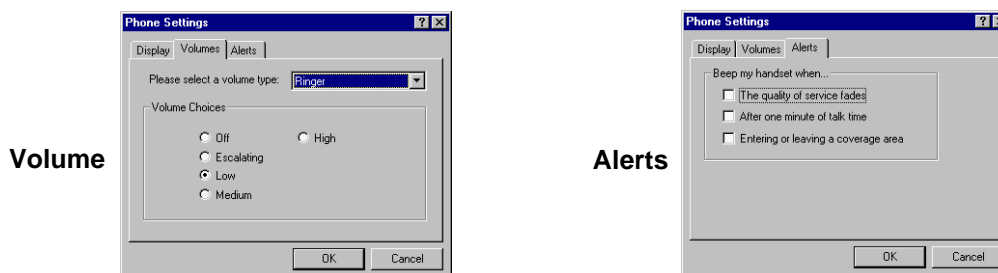 Volume
Phone Settings
Display Volumes Alerts
Please select a volume type: Ringer
Volume Choices
Off High
Escalating
Low
Medium
OK Cancel
Alerts
Phone Settings
Display Volumes Alerts
Beep my handset when...
The quality of service fades
After one minute of talk time
Entering or leaving a coverage area
OK Cancel